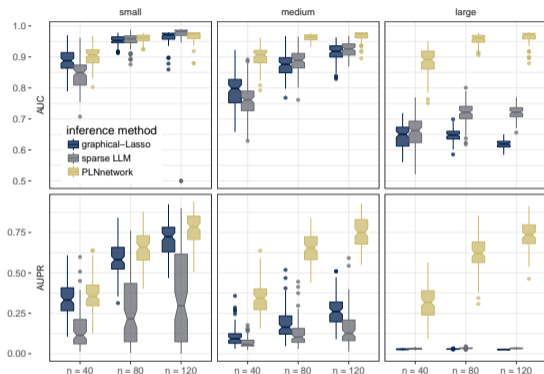 small medium large
AUC
1.0
0.9
0.8
0.7
0.6
0.5
inference method
graphical−Lasso
sparse LLM
PLNnetwork
AUPR
0.75
0.50
0.25
0.00
n = 40 n = 80 n = 120 n = 40 n = 80 n = 120 n = 40 n = 80 n = 120